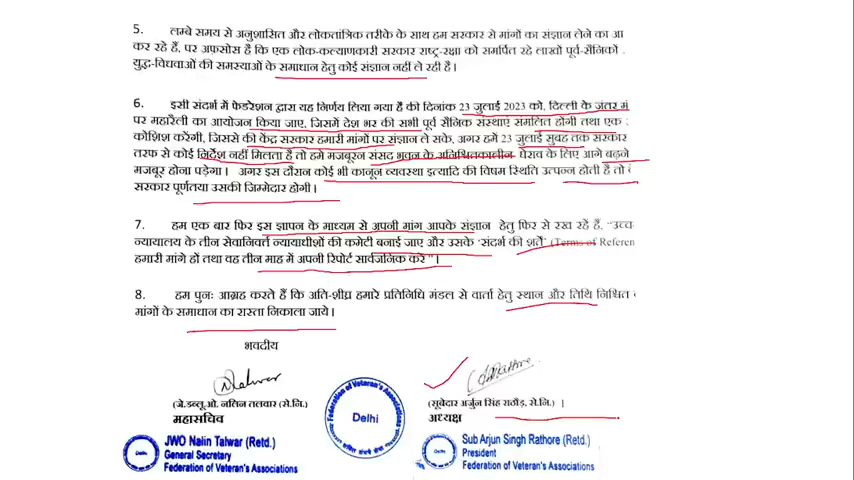 5. लम्बे समय से अनुशासित और लोकतांत्रिक तरीके के साथ हम सरकार से मांगों का संज्ञान लेने का आ
कर रहे हैं, पर अफ़सोस है कि एक लोक-कल्याणकारी सरकार राष्ट्र-रक्षा को समर्पित रहे लाखों पूर्व-सैनिकों
युद्ध-विधवाओं की समस्याओं के समाधान हेतु कोई संज्ञान नहीं ले रही है।
6. इसी संदर्भ में फेडरेशन द्वारा यह निर्णय लिया गया है की दिनांक 23 जुलाई 2023 को, दिल्ली के जंतर मं
पर महारैली का आयोजन किया जाए, जिसमें देश भर की सभी पूर्व सैनिक संस्थाएं संमलित होगी तथा एक
कोशिश करेंगी, जिससे की केंद्र सरकार हमारी मांगों पर संज्ञान ले सके, अगर हमें 23 जुलाई सुबह तक सरकार
तरफ से कोई निर्देश नहीं मिलता है तो हमे मजबूरन संसद भवन के अनिश्चितकालीन घेराव के लिए आगे बढ़ने
मजबूर होना पड़ेगा। अगर इस दौरान कोई भी कानून व्यवस्था इत्यादि की विषम स्थिति उत्पन्न होती है तो
सरकार पूर्णतया उसकी जिम्मेदार होगी।
7. हम एक बार फिर इस ज्ञापन के माध्यम से अपनी मांग आपके संज्ञान हेतु फिर से रख रहें हैं, "उच्च
न्यायालय के तीन सेवानिवर्त्त न्यायाधीशों की कमेटी बनाई जाए और उसके 'संदर्भ की शर्तें' (Terms of Referen
हमारी मांगे हों तथा वह तीन माह में अपनी रिपोर्ट सार्वजनिक करे"।
8. हम पुनः आग्रह करते हैं कि अति-शीघ्र हमारे प्रतिनिधि मंडल से वार्ता हेतु स्थान और तिथि निश्चित
मांगों के समाधान का रास्ता निकाला जाये।
भवदीय
(जे.डब्लू.ओ. नलिन तलवार (से.नि.)
महासचिव
JWO Nalin Talwar (Retd.)
General Secretary
Federation of Veteran's Associations
Federation of Veteran's Associations
Delhi
(सूबेदार अर्जुन सिंह राठौड़, से.नि.)
अध्यक्ष
Sub Arjun Singh Rathore (Retd.)
President
Federation of Veteran's Associations